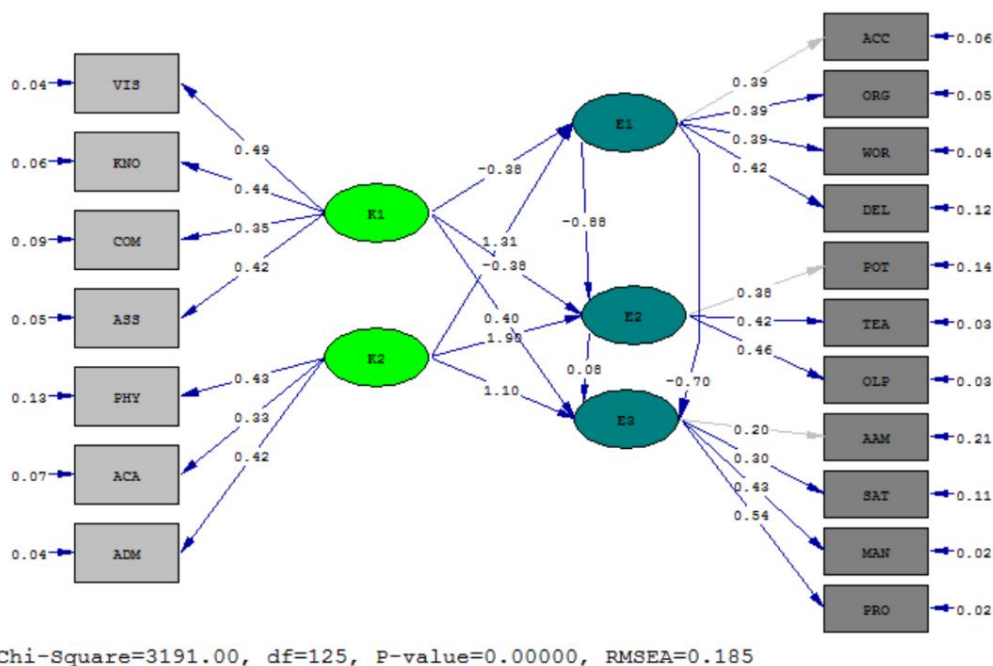 ACC
0.06
VIS
0.04
0.39
ORG
0.05
0.39
E1
0.39
WOR
0.04
KNO
0.06
0.49
-0.38
0.42
DEL
0.12
0.44
K1
COM
0.09
0.35
1.31
-0.88
POT
0.14
-0.38
0.42
0.38
ASS
0.05
0.40
E2
0.42
TEA
0.03
1.90
0.46
K2
0.08
OLP
0.03
PHY
0.13
0.43
1.10
-0.70
0.33
E3
0.20
AAM
0.21
0.42
0.30
ACA
0.07
0.43
SAT
0.11
0.54
ADM
0.04
MAN
0.02
PRO
0.02
Chi-Square=3191.00, df=125, P-value=0.00000, RMSEA=0.185